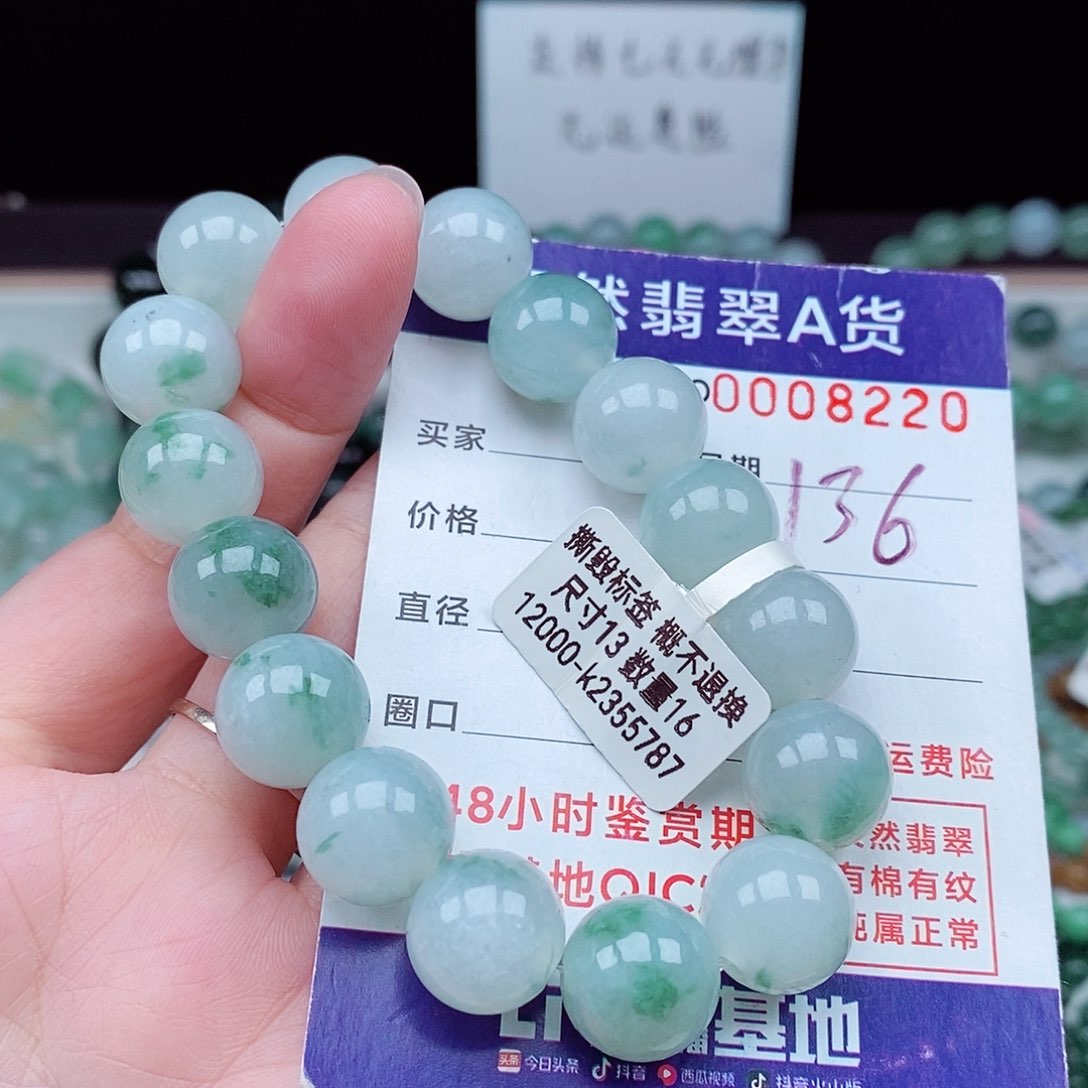 然翡翠A货
0008220
买家
136
价格
直径
圈口
撕毁标签 概不退换
尺寸13 数量16
12000-k2355787
运费险
48小时鉴赏期
地QIC
然翡翠
有棉有纹
属正常
基地
头条 今日头条 抖音 西瓜视频 抖音火山版